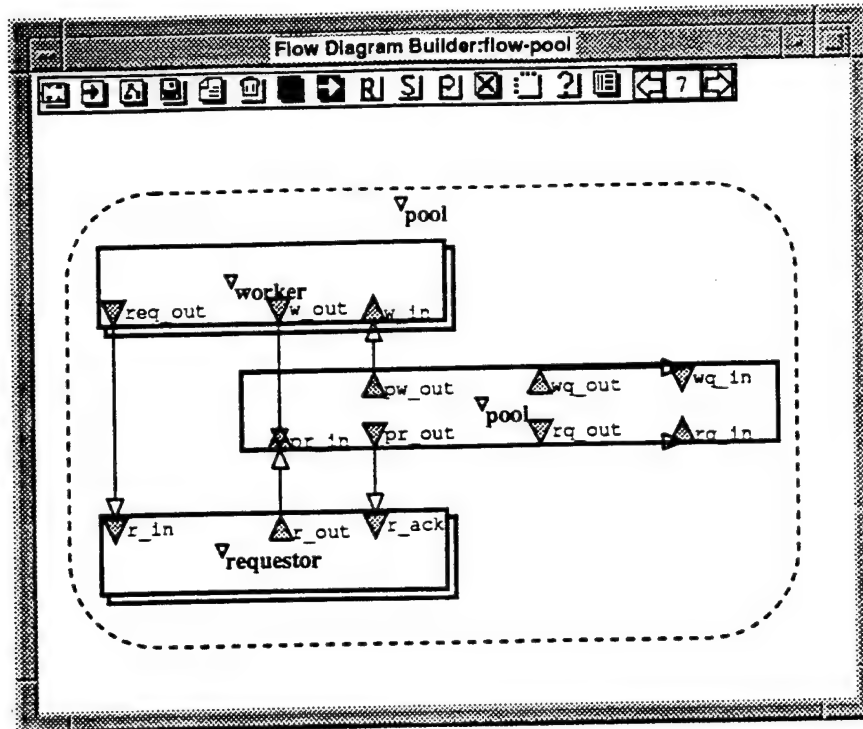 Flow Diagram Builder:flow-pool
R S P ? 7
pool
worker
req_out w_out w_in
pw_out wq_out wq_in
pool
pr_in pr_out rq_out rq_in
r_in r_out r_ack
requestor